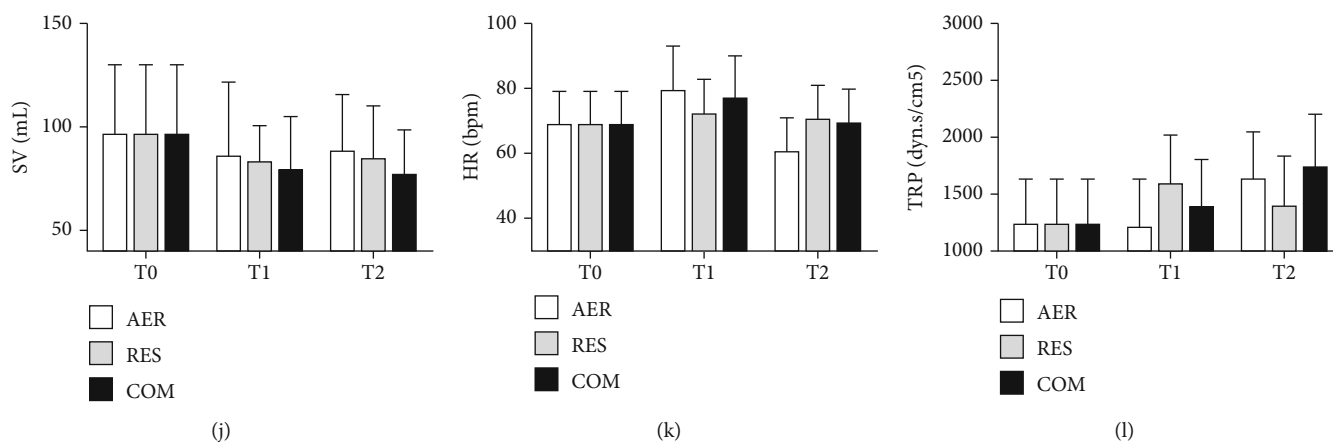 150
100
50
SV (mL)
T0 T1 T2
AER
RES
COM
(j)
100
80
60
40
HR (bpm)
T0 T1 T2
AER
RES
COM
(k)
3000
2500
2000
1500
1000
TRP (dyn.s/cm5)
T0 T1 T2
AER
RES
COM
(l)